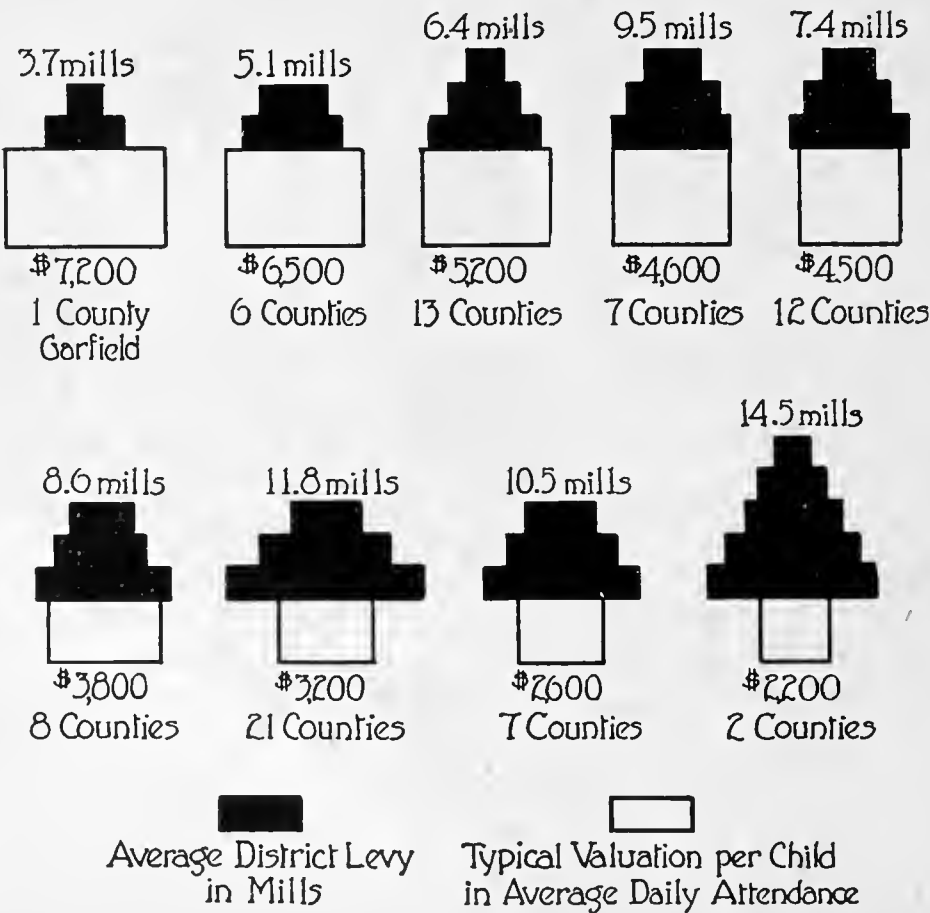 3.7 mills
5.1 mills
6.4 mills
9.5 mills
7.4 mills
$7,200
1 County
Garfield
$6,500
6 Counties
$5,200
13 Counties
$4,600
7 Counties
$4,500
12 Counties
8.6 mills
11.8 mills
10.5 mills
14.5 mills
$3,800
8 Counties
$3,200
21 Counties
$2,600
7 Counties
$2,200
2 Counties
Average District Levy
in Mills
Typical Valuation per Child
in Average Daily Attendance